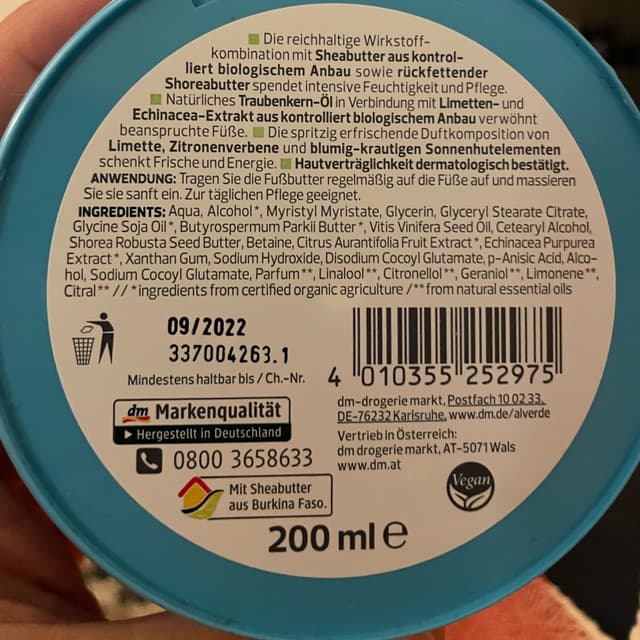 Die reichhaltige Wirkstoff-
kombination mit Sheabutter aus kontrol-
liert biologischem Anbau sowie rückfettender
Shoreabutter spendet intensive Feuchtigkeit und Pflege.
Natürliches Traubenkern-Öl in Verbindung mit Limetten- und
Echinacea-Extrakt aus kontrolliert biologischem Anbau verwöhnt
beanspruchte Füße. Die spritzig erfrischende Duftkomposition von
Limette, Zitronenverbene und blumig-krautigen Sonnenhutelementen
schenkt Frische und Energie. Hautverträglichkeit dermatologisch bestätigt.
ANWENDUNG: Tragen Sie die Fußbutter regelmäßig auf die Füße auf und massieren
Sie sie sanft ein. Zur täglichen Pflege geeignet.
INGREDIENTS: Aqua, Alcohol*, Myristyl Myristate, Glycerin, Glyceryl Stearate Citrate,
Glycine Soja Oil*, Butyrospermum Parkii Butter*, Vitis Vinifera Seed Oil, Cetearyl Alcohol,
Shorea Robusta Seed Butter, Betaine, Citrus Aurantifolia Fruit Extract*, Echinacea Purpurea
Extract*, Xanthan Gum, Sodium Hydroxide, Disodium Cocoyl Glutamate, p-Anisic Acid, Alco-
hol, Sodium Cocoyl Glutamate, Parfum**, Linalool**, Citronellol**, Geraniol**, Limonene**,
Citral** // *ingredients from certified organic agriculture /**from natural essential oils
09/2022
337004263.1
Mindestens haltbar bis / Ch.-Nr.
4 010355 252975
dm Markenqualität
Hergestellt in Deutschland
0800 3658633
dm-drogerie markt, Postfach 10 02 33,
DE-76232 Karlsruhe, www.dm.de/alverde
Vertrieb in Österreich:
dm drogerie markt, AT-5071 Wals
www.dm.at
Mit Sheabutter
aus Burkina Faso.
Vegan
200 ml e